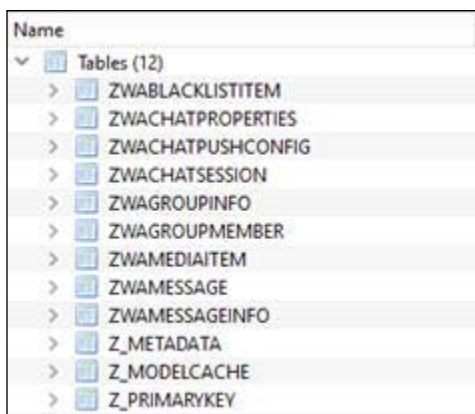 Name
Tables (12)
ZWABLACKLISTITEM
ZWACHATPROPERTIES
ZWACHATPUSHCONFIG
ZWACHATSESSION
ZWAGROUPINFO
ZWAGROUPMEMBER
ZWAMEDIAITEM
ZWAMESSAGE
ZWAMESSAGEINFO
Z_METADATA
Z_MODELCACHE
Z_PRIMARYKEY